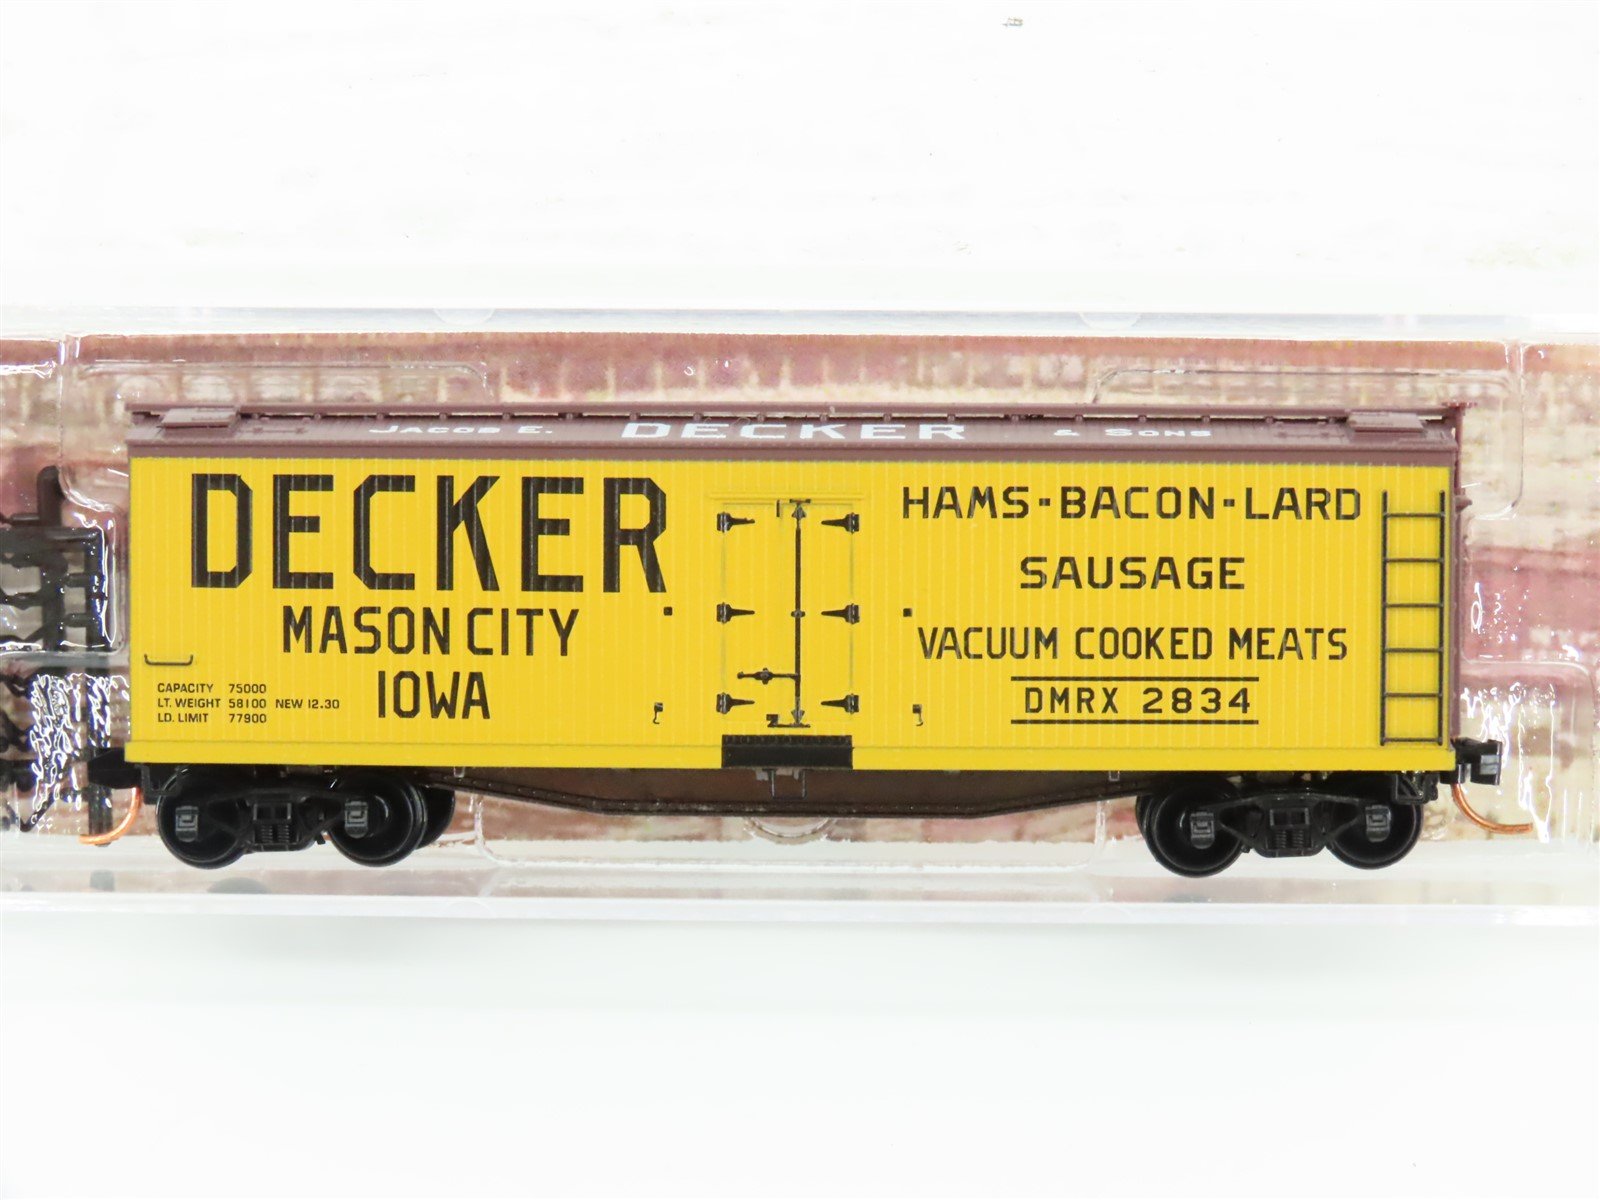 JACOB E. DECKER & SONS
DECKER
MASON CITY
IOWA
CAPACITY 75000
LT. WEIGHT 58100 NEW 12.30
LD. LIMIT 77900
HAMS-BACON-LARD
SAUSAGE
VACUUM COOKED MEATS
DMRX 2834